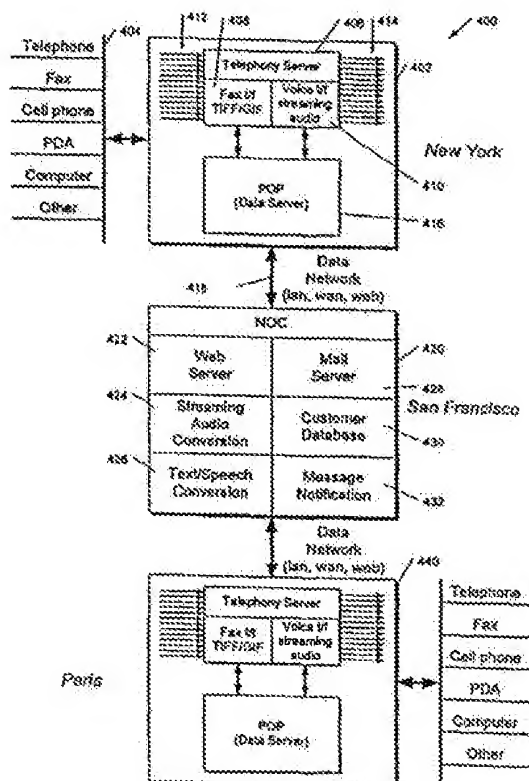 400
412
408
406
414
404
402
Telephone
Fax
Cell phone
PDA
Computer
Other
Telephony Server
Fax I/f
TIFF/GIF
Voice I/f
streaming
audio
New York
410
POP
(Data Server)
416
418
Data
Network
(lan, wan, web)
NOC
420
422
Web
Server
Mail
Server
428
San Francisco
424
Streaming
Audio
Conversion
Customer
Database
430
426
Text/Speech
Conversion
Message
Notification
432
Data
Network
(lan, wan, web)
440
Telephony Server
Fax I/f
TIFF/GIF
Voice I/f
streaming
audio
Paris
POP
(Data Server)
Telephone
Fax
Cell phone
PDA
Computer
Other